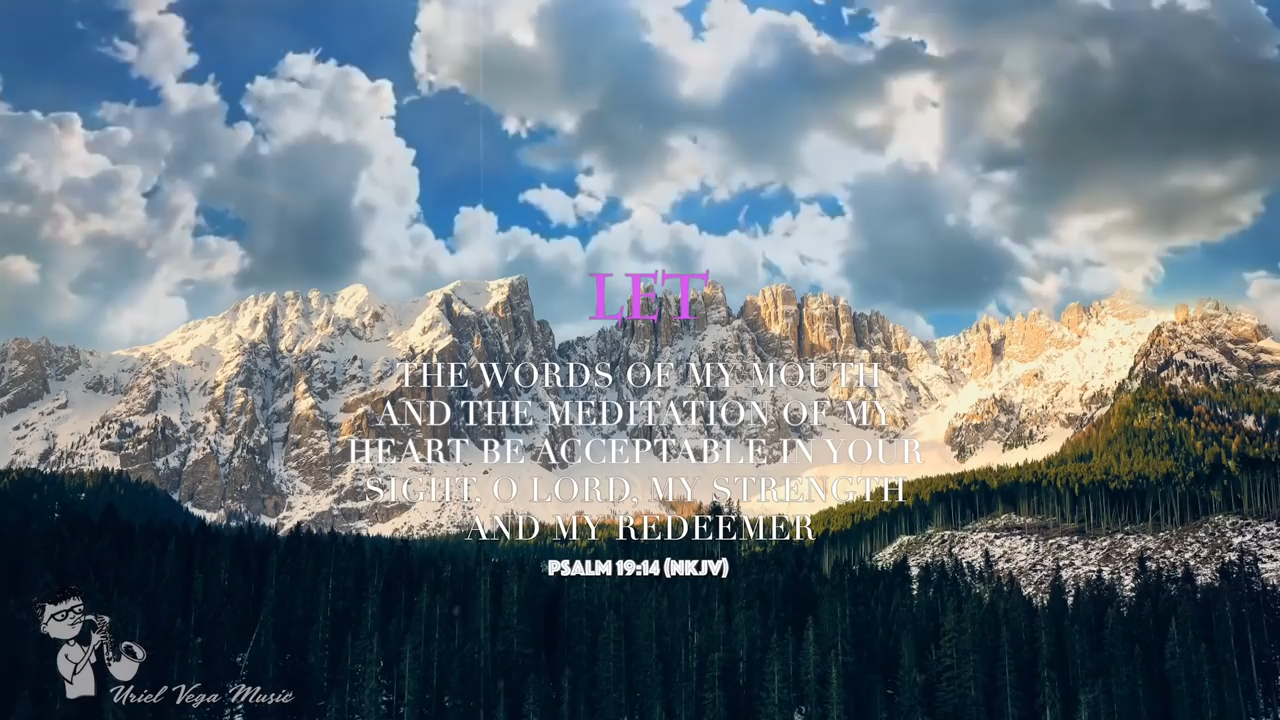 LET
THE WORDS OF MY MOUTH
AND THE MEDITATION OF MY
HEART BE ACCEPTABLE IN YOUR
SIGHT, O LORD, MY STRENGTH
AND MY REDEEMER
PSALM 19:14 (NKJV)
Uriel Vega Music